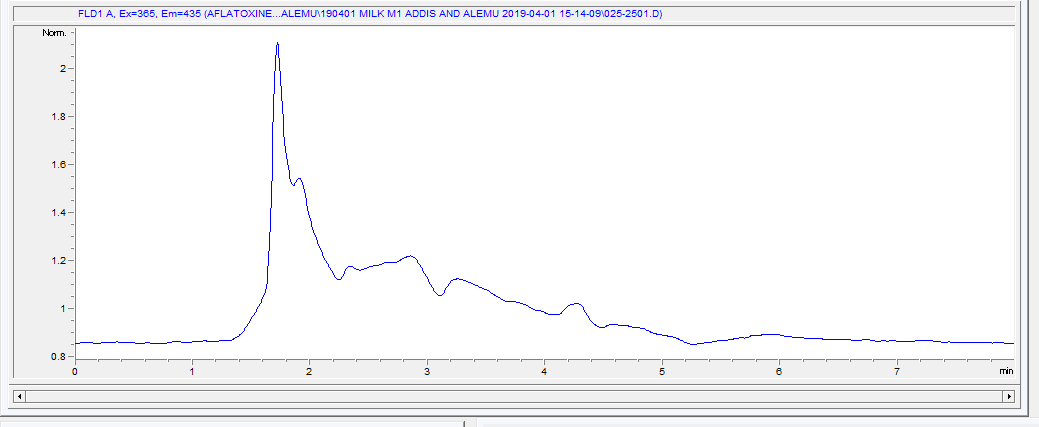 FLD1 A, Ex=365, Em=435 (AFLATOXINE...ALEMU\190401 MILK M1 ADDIS AND ALEMU 2019-04-01 15-14-09\025-2501.D)
Norm.
2
1.8
1.6
1.4
1.2
1
0.8
0 1 2 3 4 5 6 7 min